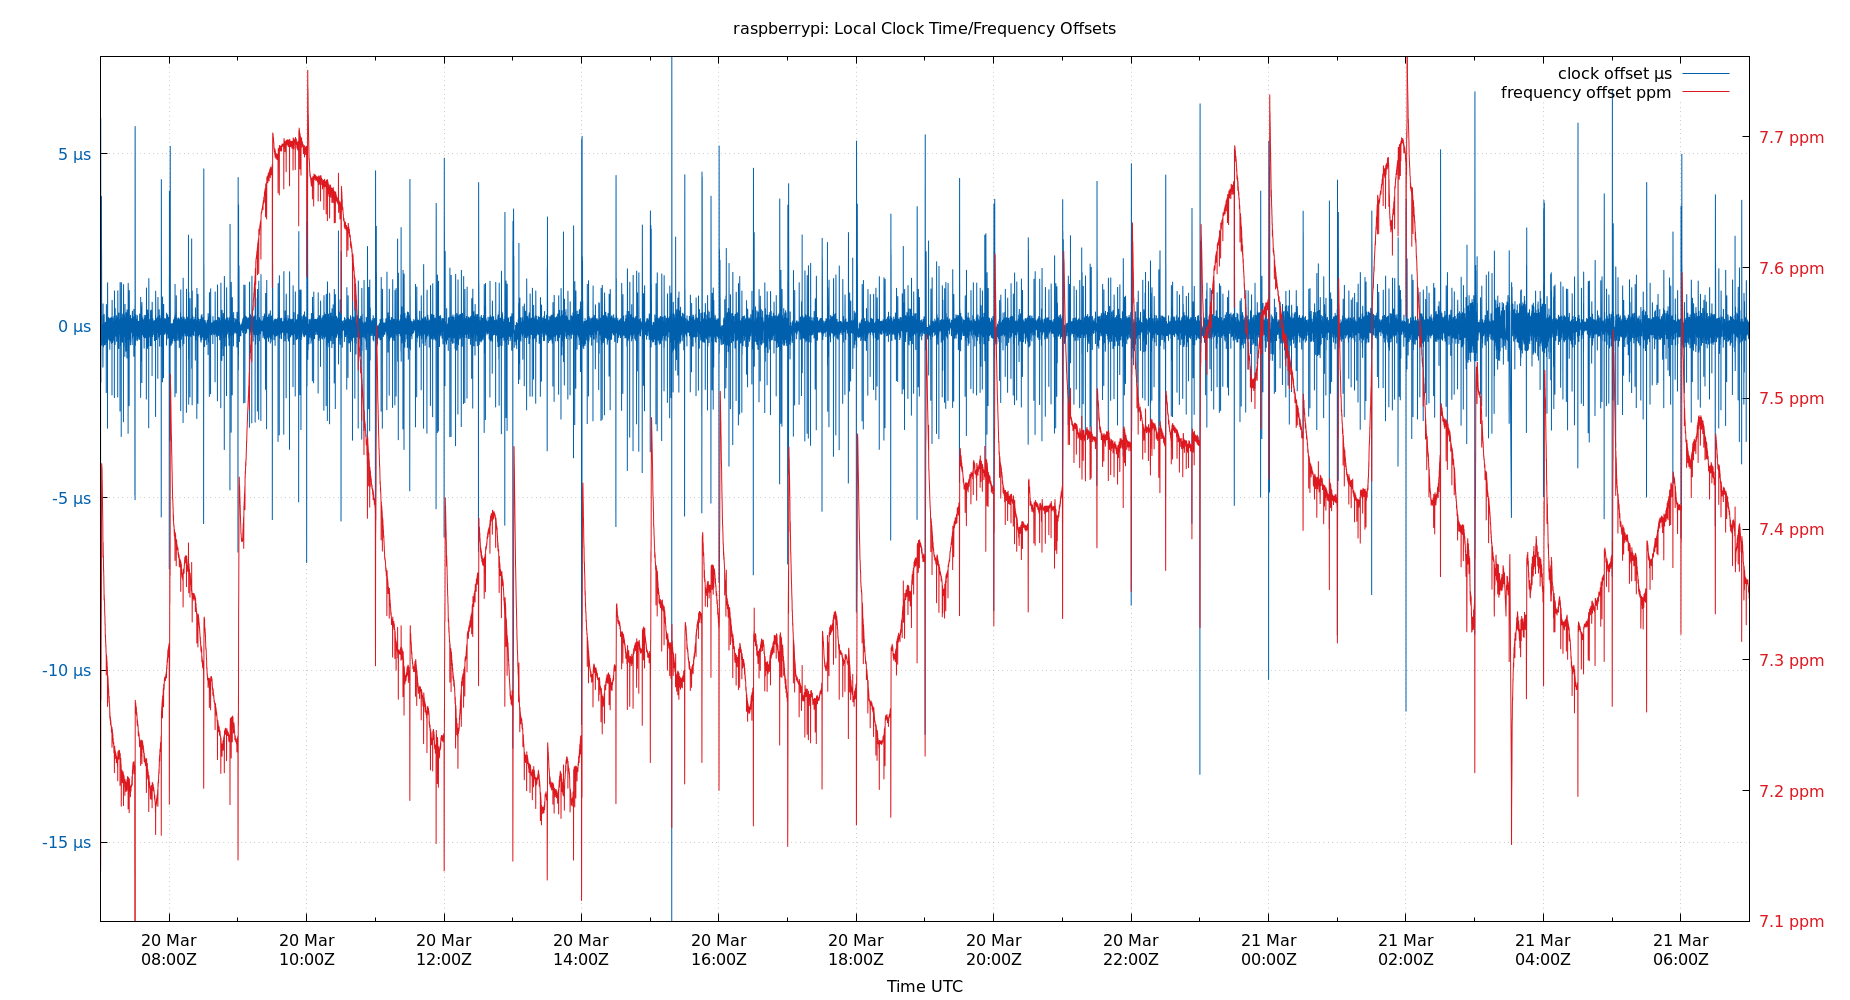 raspberrypi: Local Clock Time/Frequency Offsets
clock offset µs
frequency offset ppm
5 µs
0 µs
-5 µs
-10 µs
-15 µs
7.7 ppm
7.6 ppm
7.5 ppm
7.4 ppm
7.3 ppm
7.2 ppm
7.1 ppm
20 Mar 20 Mar 20 Mar 20 Mar 20 Mar 20 Mar 20 Mar 20 Mar 21 Mar 21 Mar 21 Mar 21 Mar
08:00Z 10:00Z 12:00Z 14:00Z 16:00Z 18:00Z 20:00Z 22:00Z 00:00Z 02:00Z 04:00Z 06:00Z
Time UTC